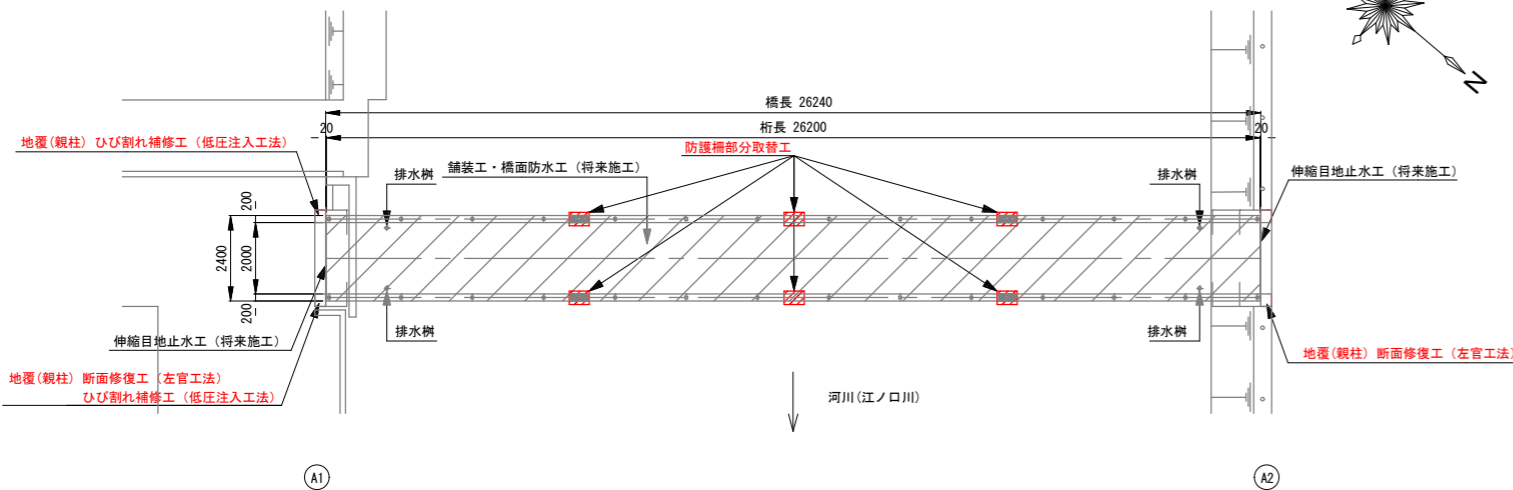 N
橋長 26240
20
桁長 26200
20
地覆(親柱) ひび割れ補修工 (低圧注入工法)
防護柵部分取替工
排水桝
舗装工・橋面防水工 (将来施工)
排水桝
伸縮目地止水工 (将来施工)
200
2400
2000
200
伸縮目地止水工 (将来施工)
排水桝
排水桝
地覆(親柱) 断面修復工 (左官工法)
ひび割れ補修工 (低圧注入工法)
地覆(親柱) 断面修復工 (左官工法)
河川(江ノ口川)
A1
A2